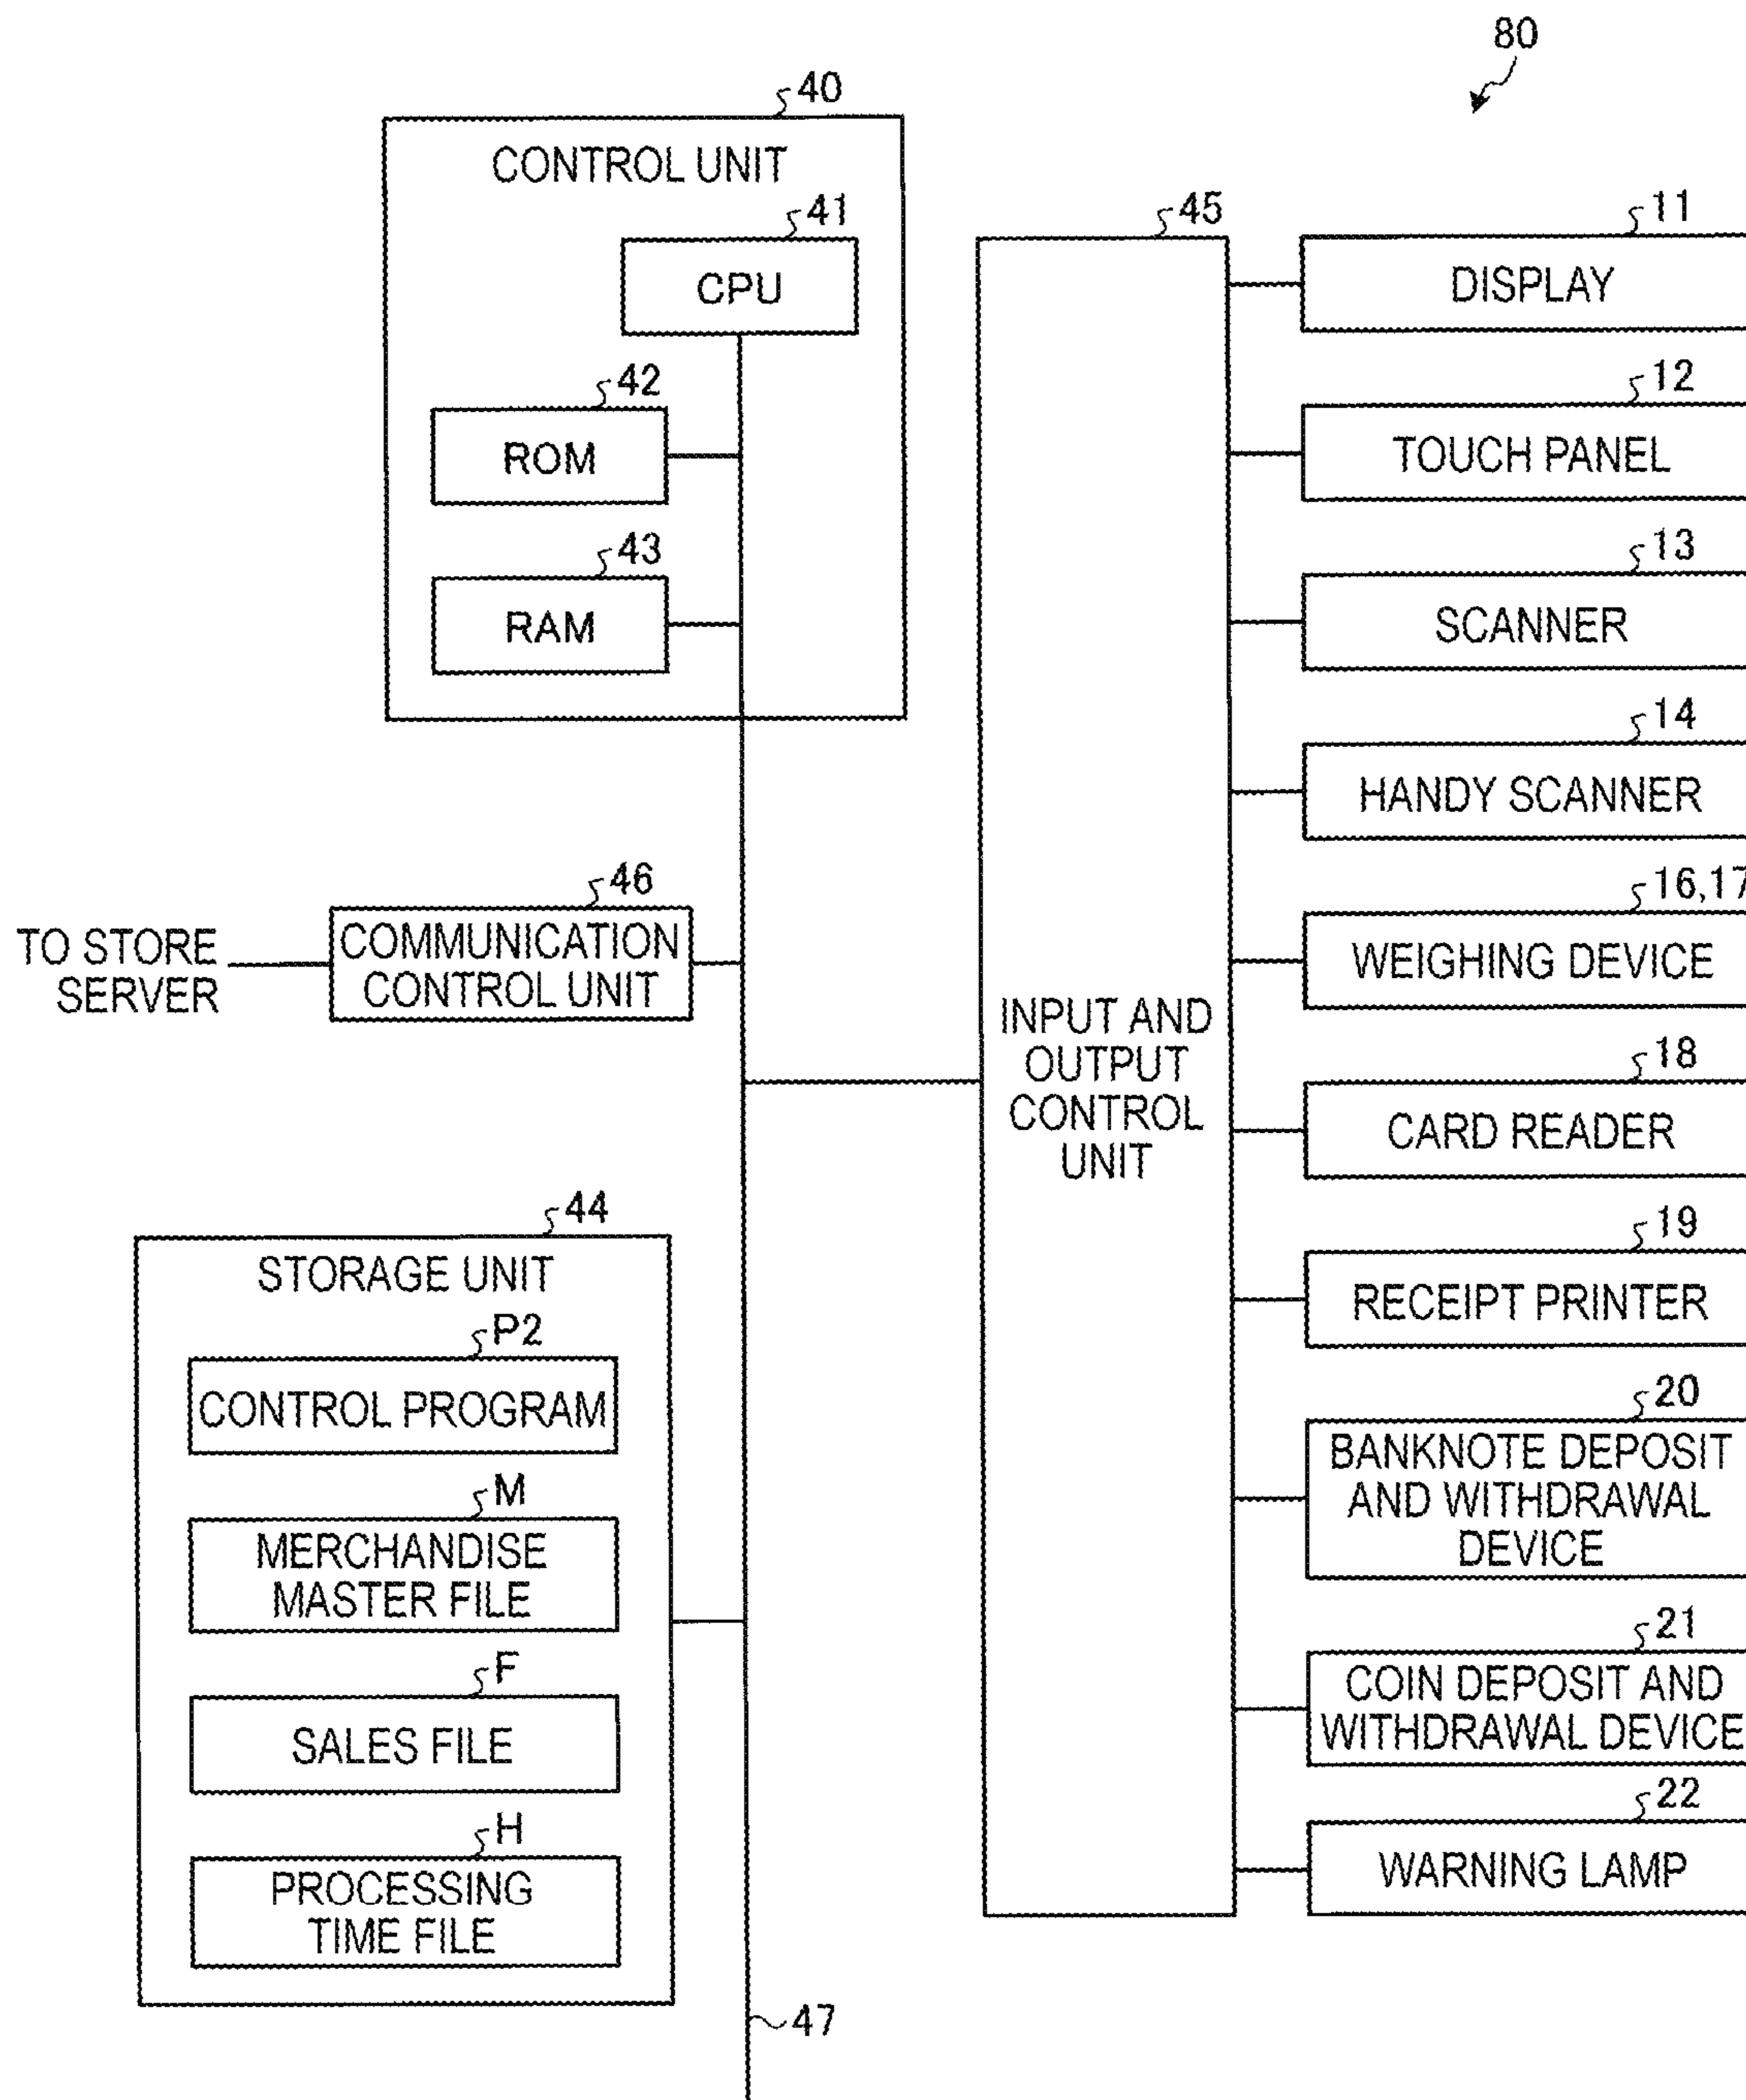 80
40
CONTROL UNIT
41
CPU
42
ROM
43
RAM
46
TO STORE
SERVER
COMMUNICATION
CONTROL UNIT
44
STORAGE UNIT
P2
CONTROL PROGRAM
M
MERCHANDISE
MASTER FILE
F
SALES FILE
H
PROCESSING
TIME FILE
47
45
INPUT AND
OUTPUT
CONTROL
UNIT
11
DISPLAY
12
TOUCH PANEL
13
SCANNER
14
HANDY SCANNER
16,17
WEIGHING DEVICE
18
CARD READER
19
RECEIPT PRINTER
20
BANKNOTE DEPOSIT
AND WITHDRAWAL
DEVICE
21
COIN DEPOSIT AND
WITHDRAWAL DEVICE
22
WARNING LAMP